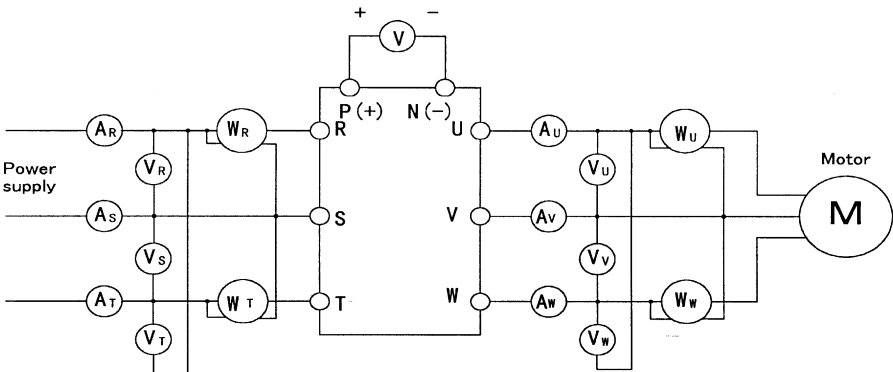 + −
V
P (+) N (−)
AR WR R U AU WU
VR VU
Power
supply
Motor
AS S V AV M
VS VV
AT WT T W AW WW
VT VW